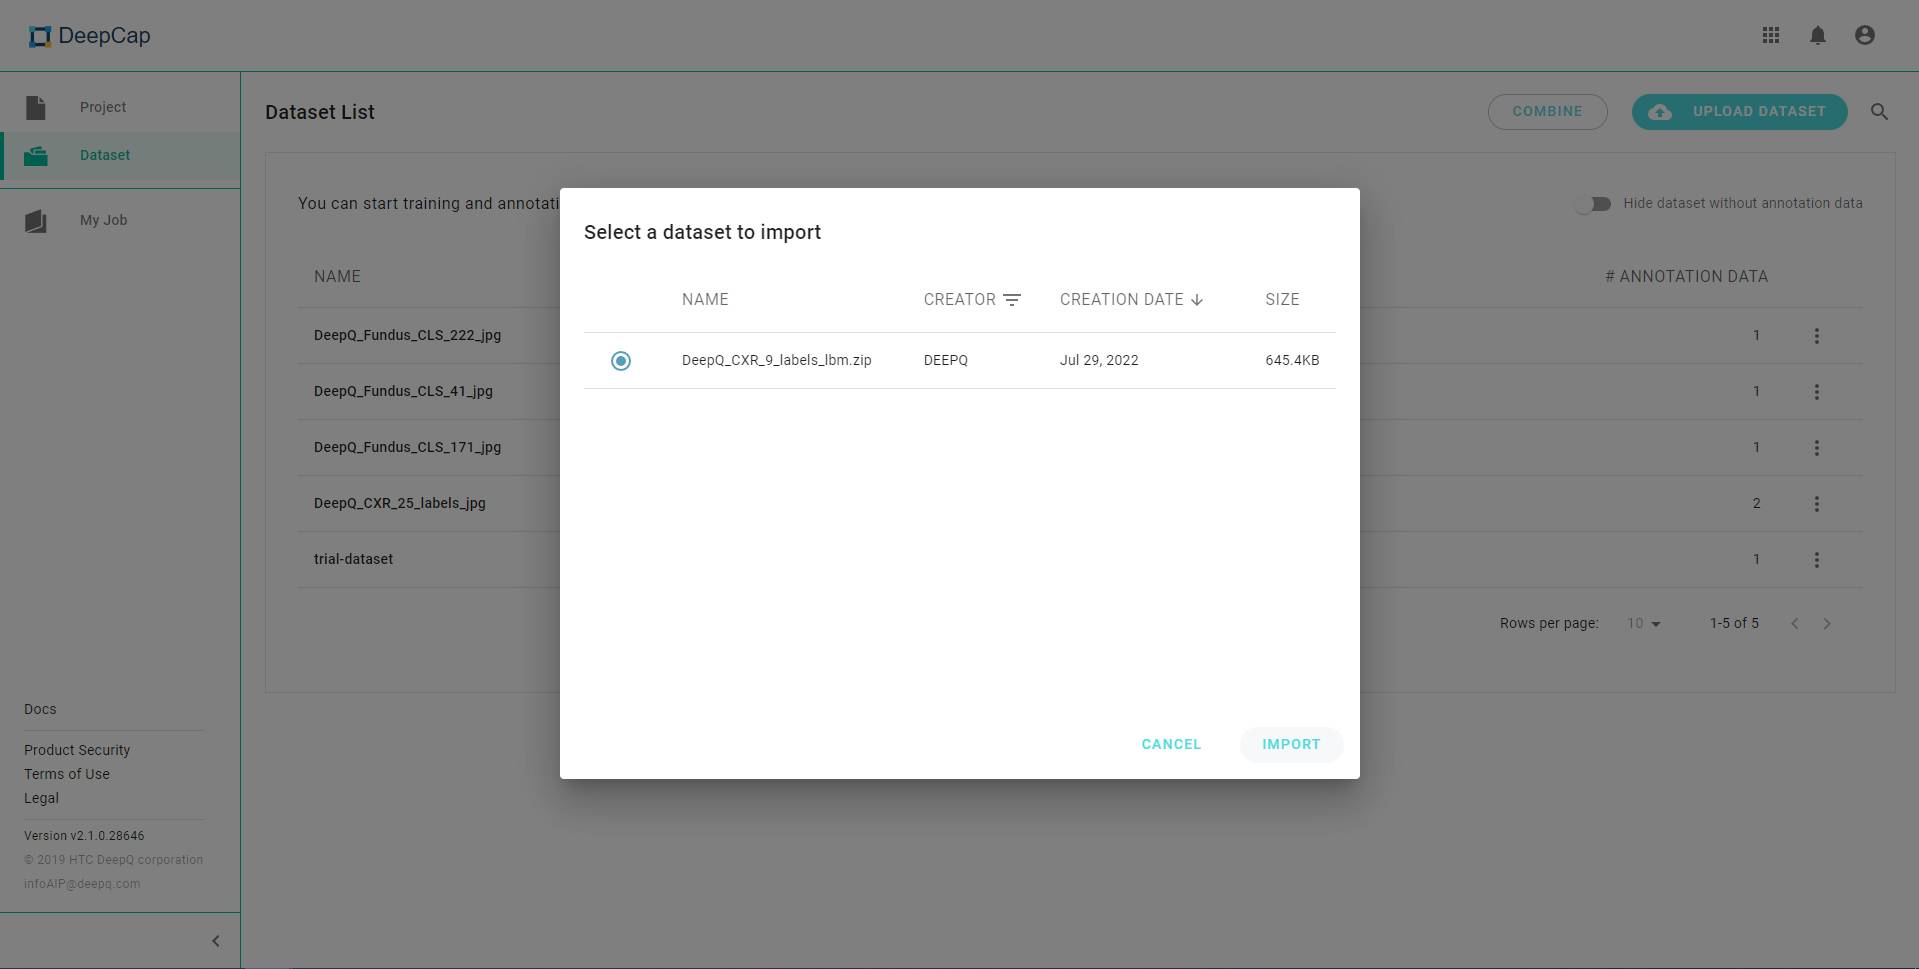 DeepCap
Project
Dataset
My Job
Dataset List
COMBINE
UPLOAD DATASET
You can start training and annotati
Hide dataset without annotation data
NAME
# ANNOTATION DATA
DeepQ_Fundus_CLS_222_jpg
1
DeepQ_Fundus_CLS_41_jpg
1
DeepQ_Fundus_CLS_171_jpg
1
DeepQ_CXR_25_labels_jpg
2
trial-dataset
1
Rows per page: 10 1-5 of 5
Select a dataset to import
NAME CREATOR CREATION DATE SIZE
DeepQ_CXR_9_labels_lbm.zip DEEPQ Jul 29, 2022 645.4KB
CANCEL IMPORT
Docs
Product Security
Terms of Use
Legal
Version v2.1.0.28646
© 2019 HTC DeepQ corporation
infoAIP@deepq.com